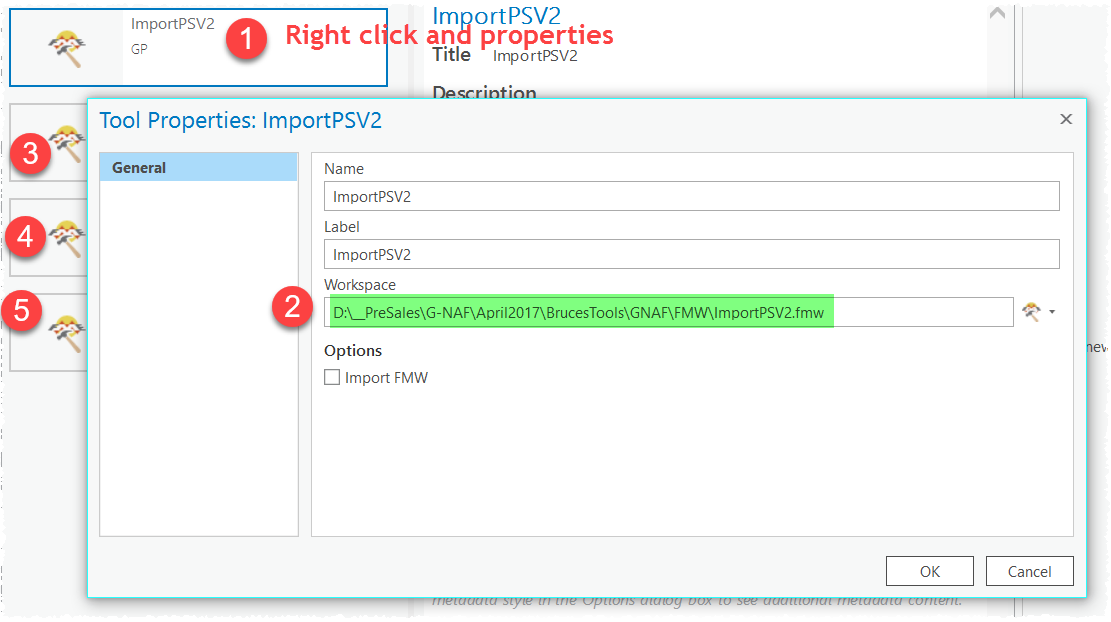 ImportPSV2
GP
1
Right click and properties
ImportPSV2
Title ImportPSV2
Description
Tool Properties: ImportPSV2
3
4
5
General
Name
ImportPSV2
Label
ImportPSV2
Workspace
2
D:\__PreSales\G-NAF\April2017\BrucesTools\GNAF\FMW\ImportPSV2.fmw
Options
Import FMW
OK
Cancel
metadata style in the Options dialog box to see additional metadata content.